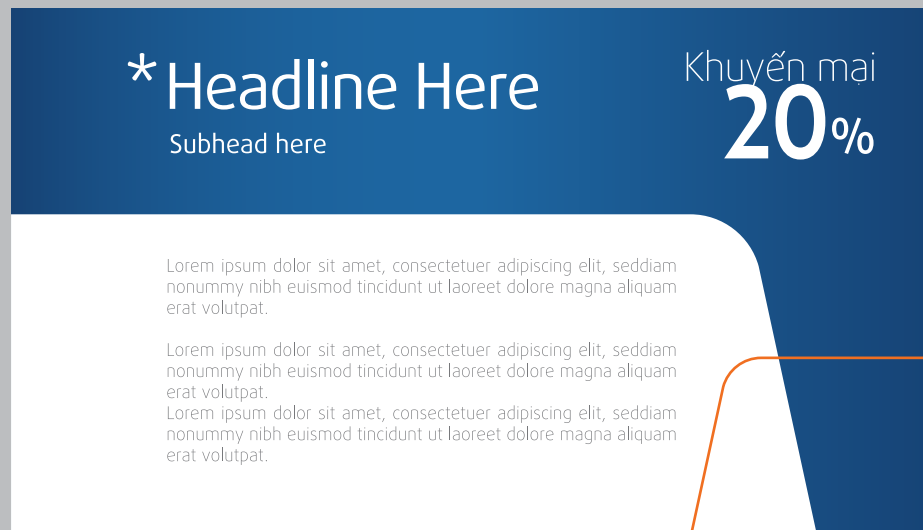 *Headline Here
Subhead here
Khuyến mại
20%
Lorem ipsum dolor sit amet, consectetuer adipiscing elit, seddiam
nonummy nibh euismod tincidunt ut laoreet dolore magna aliquam
erat volutpat.
Lorem ipsum dolor sit amet, consectetuer adipiscing elit, seddiam
nonummy nibh euismod tincidunt ut laoreet dolore magna aliquam
erat volutpat.
Lorem ipsum dolor sit amet, consectetuer adipiscing elit, seddiam
nonummy nibh euismod tincidunt ut laoreet dolore magna aliquam
erat volutpat.